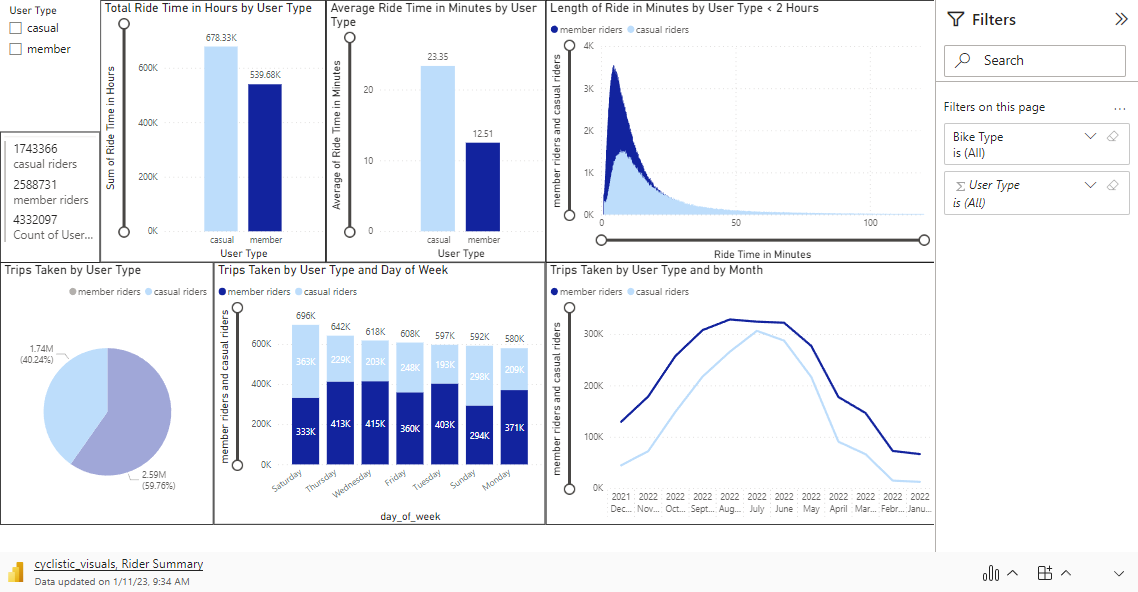 User Type
casual
member
1743366
casual riders
2588731
member riders
4332097
Count of User...
Total Ride Time in Hours by User Type
Sum of Ride Time in Hours
600K
400K
200K
0K
678.33K
539.68K
casual
member
User Type
Average Ride Time in Minutes by User
Type
Average of Ride Time in Minutes
20
10
0
23.35
12.51
casual
member
User Type
Length of Ride in Minutes by User Type < 2 Hours
member riders casual riders
member riders and casual riders
4K
3K
2K
1K
0K
0
50
100
Ride Time in Minutes
Trips Taken by User Type
member riders casual riders
1.74M
(40.24%)
2.59M
(59.76%)
Trips Taken by User Type and Day of Week
member riders casual riders
member riders and casual riders
600K
400K
200K
0K
696K 642K 618K 608K 597K 592K 580K
363K 229K 203K 248K 193K 298K 209K
333K 413K 415K 360K 403K 294K 371K
Saturday Thursday Wednesday Friday Tuesday Sunday Monday
day_of_week
Trips Taken by User Type and by Month
member riders casual riders
member riders and casual riders
300K
200K
100K
0K
2021 2022 2022 2022 2022 2022 2022 2022 2022 2022 2022 2022
Dec... Nov... Oct... Sept... Aug... July June May April Mar... Febr... Janu...
Filters
Search
Filters on this page
...
Bike Type
is (All)
User Type
is (All)
cyclistic_visuals, Rider Summary
Data updated on 1/11/23, 9:34 AM